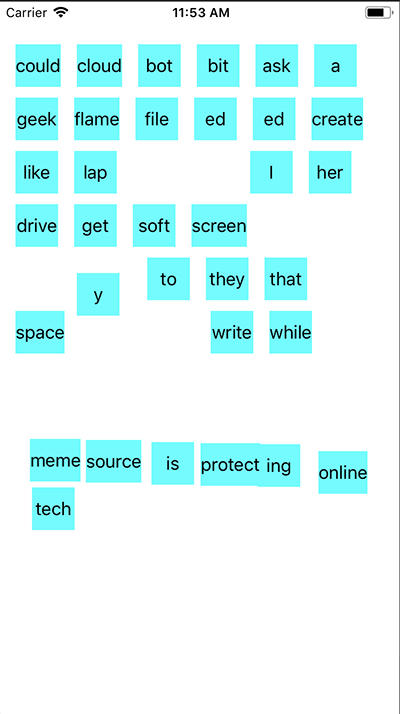 Carrier 11:53 AM
could cloud bot bit ask a
geek flame file ed ed create
like lap I her
drive get soft screen
y to they that
space write while
meme source is protect ing online
tech